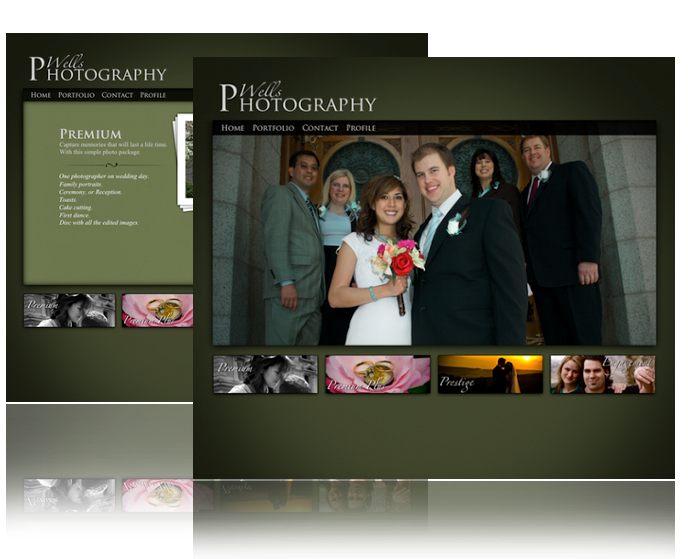 Wells
PHOTOGRAPHY
HOME PORTFOLIO CONTACT PROFILE
PREMIUM
Capture memories that will last a life time.
With this simple photo package.
One photographer on wedding day.
Family portraits.
Ceremony, or Reception.
Toasts.
Cake cutting.
First dance.
Disc with all the edited images.
Premium
Premium Plus
Wells
PHOTOGRAPHY
HOME PORTFOLIO CONTACT PROFILE
Premium
Premium Plus
Prestige